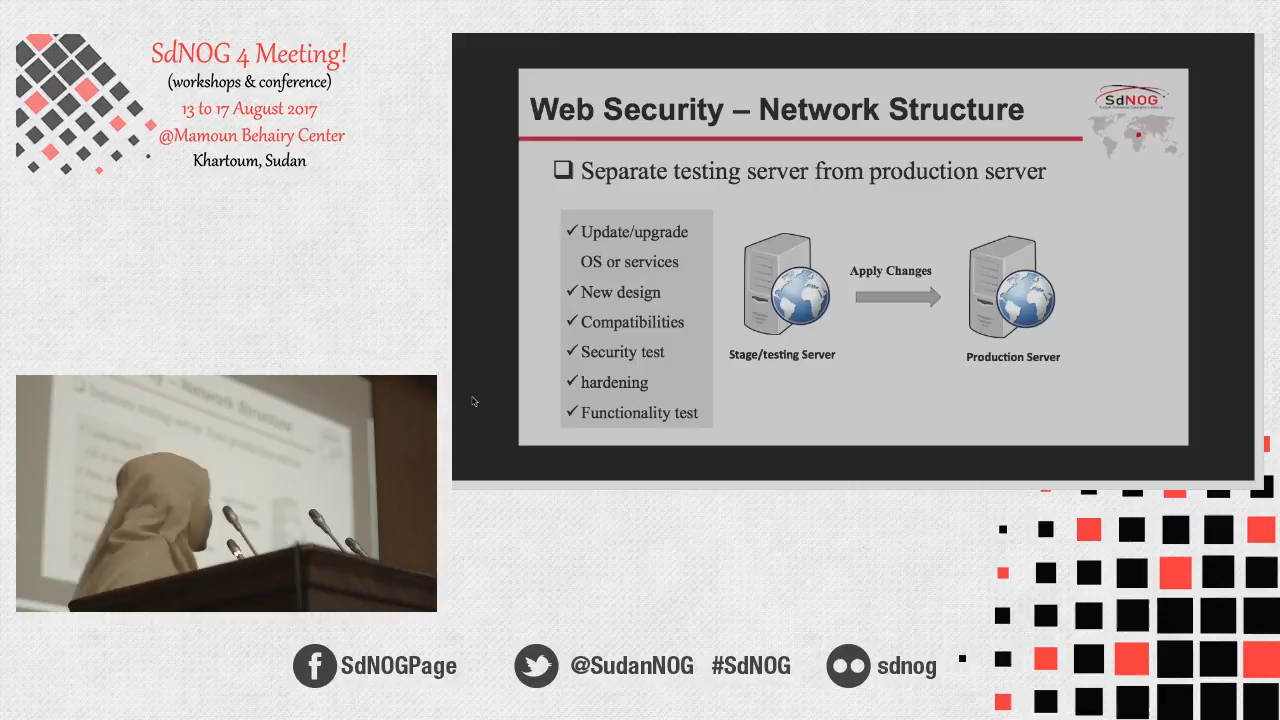 SdNOG 4 Meeting!
(workshops & conference)
13 to 17 August 2017
@Mamoun Behairy Center
Khartoum, Sudan
Web Security – Network Structure
SdNOG
❑ Separate testing server from production server
✓Update/upgrade
OS or services
✓New design
✓Compatibilities
✓Security test
✓hardening
✓Functionality test
Apply Changes
Stage/testing Server
Production Server
SdNOGPage
@SudanNOG #SdNOG
sdnog